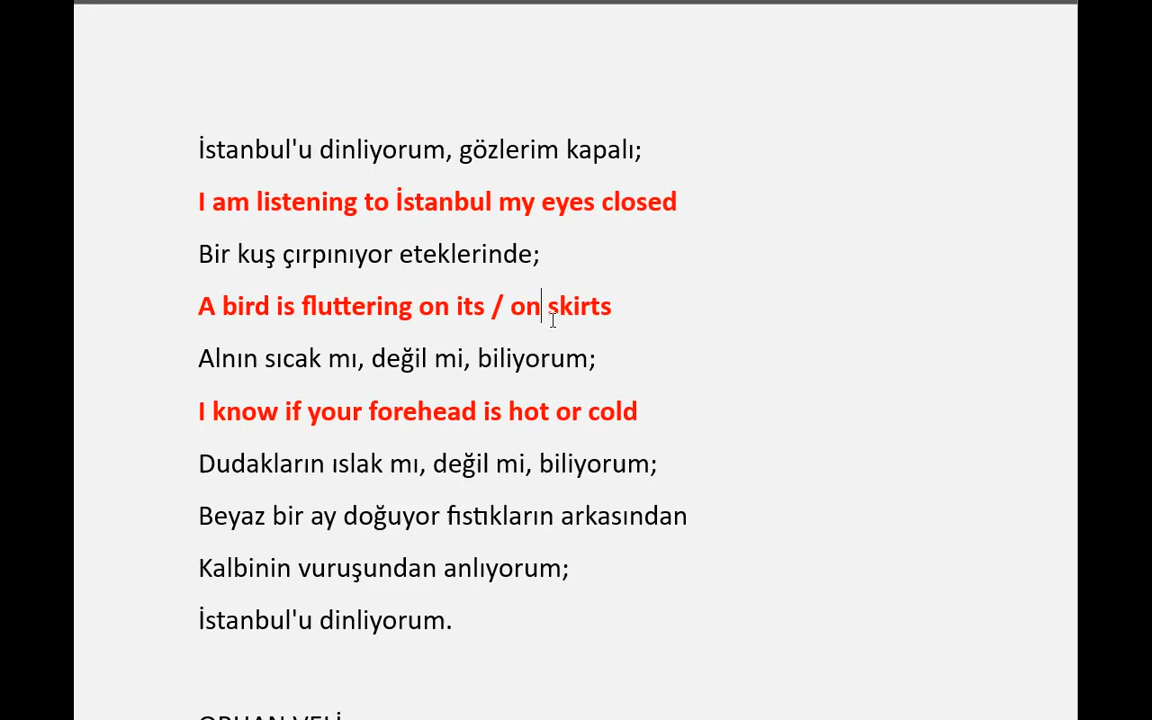 İstanbul'u dinliyorum, gözlerim kapalı;
I am listening to İstanbul my eyes closed
Bir kuş çırpınıyor eteklerinde;
A bird is fluttering on its / on skirts
Alnın sıcak mı, değil mi, biliyorum;
I know if your forehead is hot or cold
Dudakların ıslak mı, değil mi, biliyorum;
Beyaz bir ay doğuyor fıstıkların arkasından
Kalbinin vuruşundan anlıyorum;
İstanbul'u dinliyorum.
ORHAN VELİ